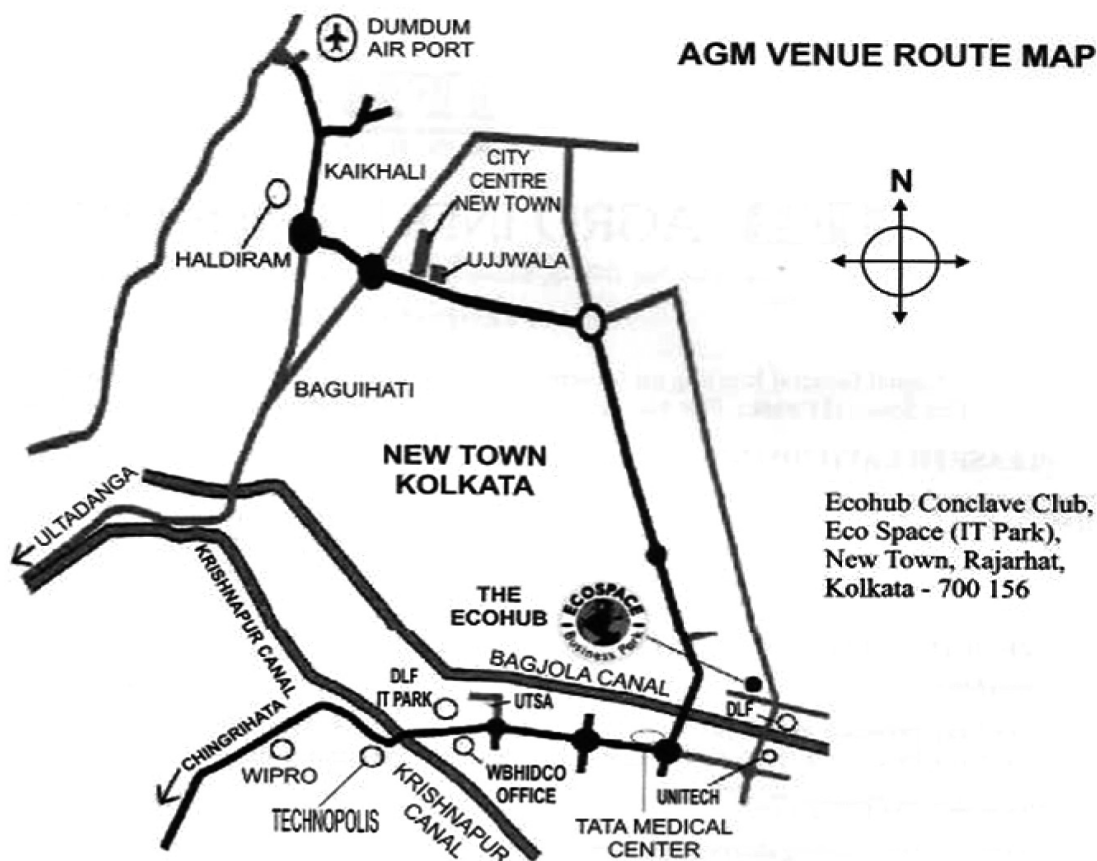 DUMDUM
AIR PORT
AGM VENUE ROUTE MAP
KAIKHALI
CITY
CENTRE
NEW TOWN
N
HALDIRAM
UJJWALA
BAGUIHATI
NEW TOWN
KOLKATA
ULTADANGA
Ecohub Conclave Club,
Eco Space (IT Park),
New Town, Rajarhat,
Kolkata - 700 156
KRISHNAPUR CANAL
THE
ECOHUB
ECOSPACE
Business Park
BAGJOLA CANAL
DLF
IT PARK
UTSA
DLF
CHINGRIHATA
WIPRO
TECHNOPOLIS
KRISHNAPUR
CANAL
WBHIDCO
OFFICE
UNITECH
TATA MEDICAL
CENTER